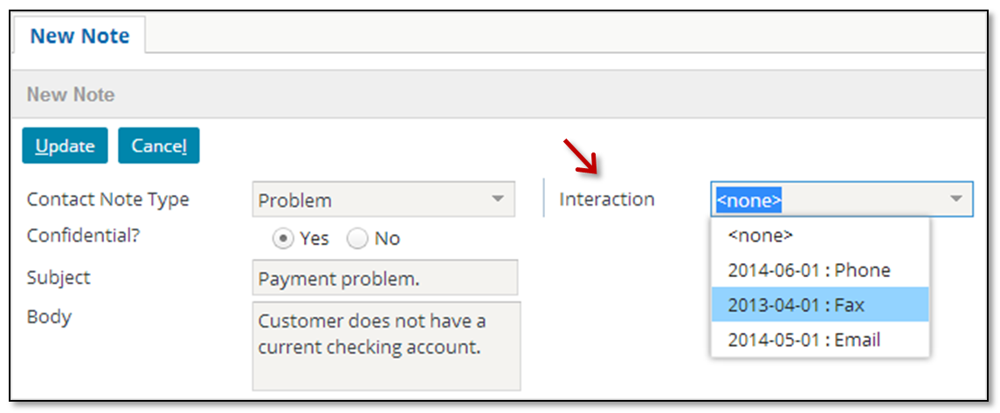 New Note
New Note
Update Cancel
Contact Note Type Problem Interaction <none>
Confidential? Yes No <none>
2014-06-01 : Phone
Subject Payment problem.
2013-04-01 : Fax
Body Customer does not have a
current checking account.
2014-05-01 : Email